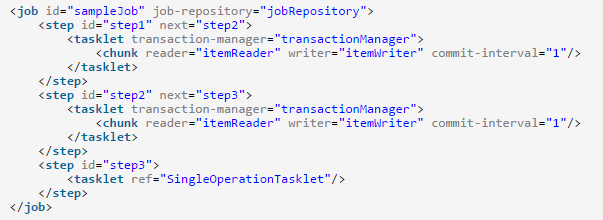 <job id="sampleJob" job-repository="jobRepository">
    <step id="step1" next="step2">
        <tasklet transaction-manager="transactionManager">
            <chunk reader="itemReader" writer="itemWriter" commit-interval="1"/>
        </tasklet>
    </step>
    <step id="step2" next="step3">
        <tasklet transaction-manager="transactionManager">
            <chunk reader="itemReader" writer="itemWriter" commit-interval="1"/>
        </tasklet>
    </step>
    <step id="step3">
        <tasklet ref="SingleOperationTasklet"/>
    </step>
</job>